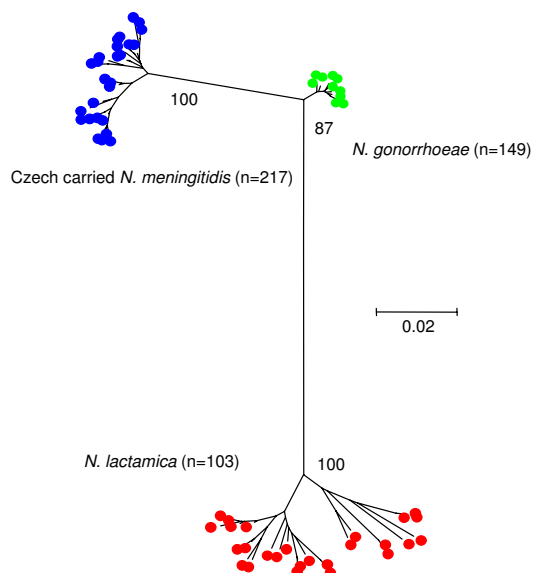 100
87
N. gonorrhoeae (n=149)
Czech carried N. meningitidis (n=217)
0.02
N. lactamica (n=103)
100